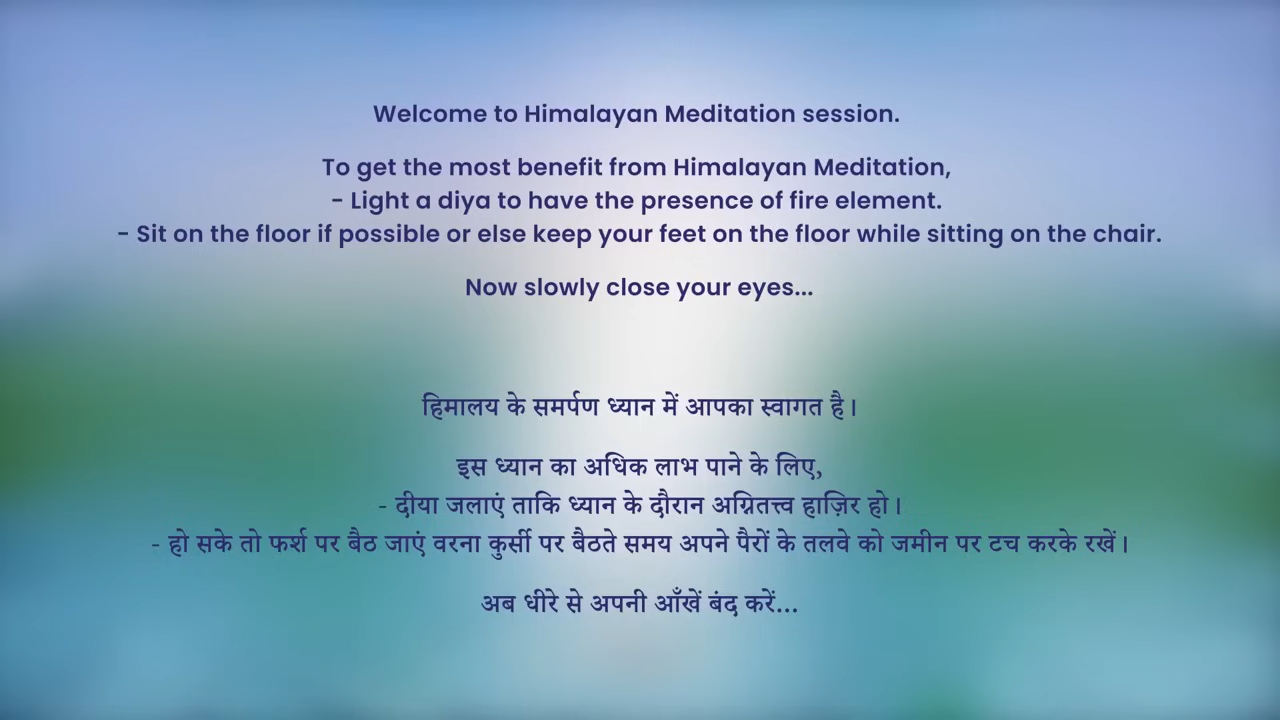 Welcome to Himalayan Meditation session.
To get the most benefit from Himalayan Meditation,
- Light a diya to have the presence of fire element.
- Sit on the floor if possible or else keep your feet on the floor while sitting on the chair.
Now slowly close your eyes...
हिमालय के समर्पण ध्यान में आपका स्वागत है।
इस ध्यान का अधिक लाभ पाने के लिए,
- दीया जलाएं ताकि ध्यान के दौरान अग्नितत्त्व हाज़िर हो।
- हो सके तो फर्श पर बैठ जाएं वरना कुर्सी पर बैठते समय अपने पैरों के तलवे को जमीन पर टच करके रखें।
अब धीरे से अपनी आँखें बंद करें...